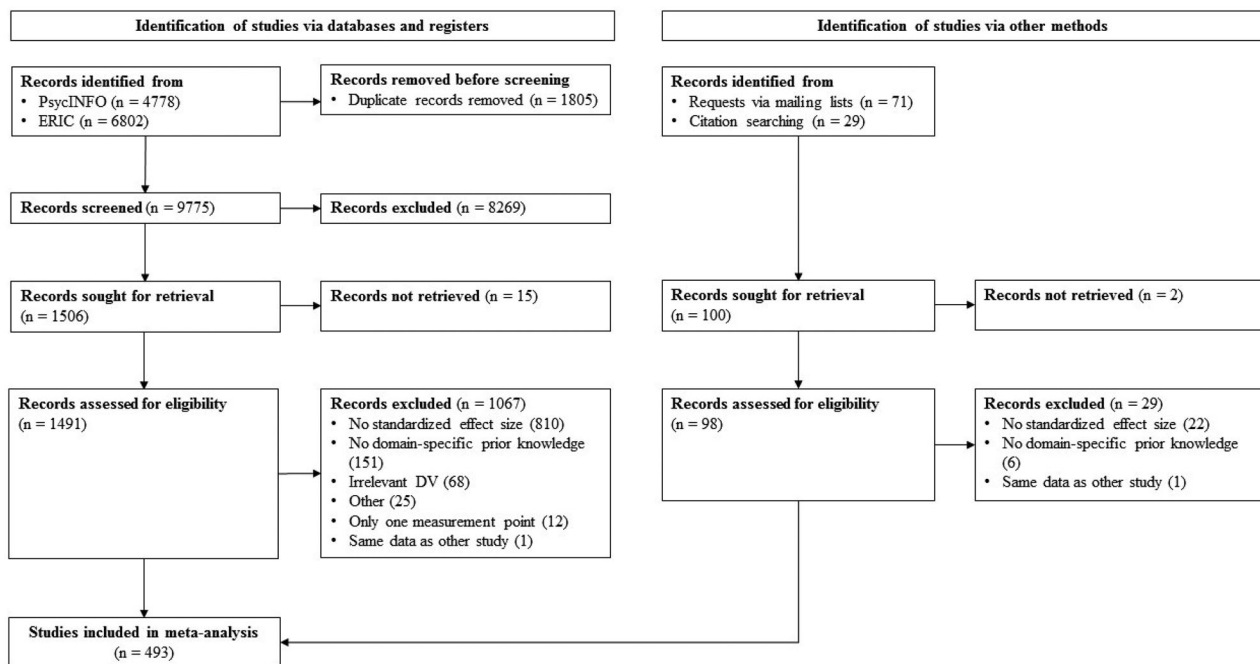 Identification of studies via databases and registers
Records identified from
• PsycINFO (n = 4778)
• ERIC (n = 6802)
Records removed before screening
• Duplicate records removed (n = 1805)
Records screened (n = 9775)
Records excluded (n = 8269)
Records sought for retrieval
(n = 1506)
Records not retrieved (n = 15)
Records assessed for eligibility
(n = 1491)
Records excluded (n = 1067)
• No standardized effect size (810)
• No domain-specific prior knowledge
(151)
• Irrelevant DV (68)
• Other (25)
• Only one measurement point (12)
• Same data as other study (1)
Studies included in meta-analysis
(n = 493)
Identification of studies via other methods
Records identified from
• Requests via mailing lists (n = 71)
• Citation searching (n = 29)
Records sought for retrieval
(n = 100)
Records not retrieved (n = 2)
Records assessed for eligibility
(n = 98)
Records excluded (n = 29)
• No standardized effect size (22)
• No domain-specific prior knowledge
(6)
• Same data as other study (1)